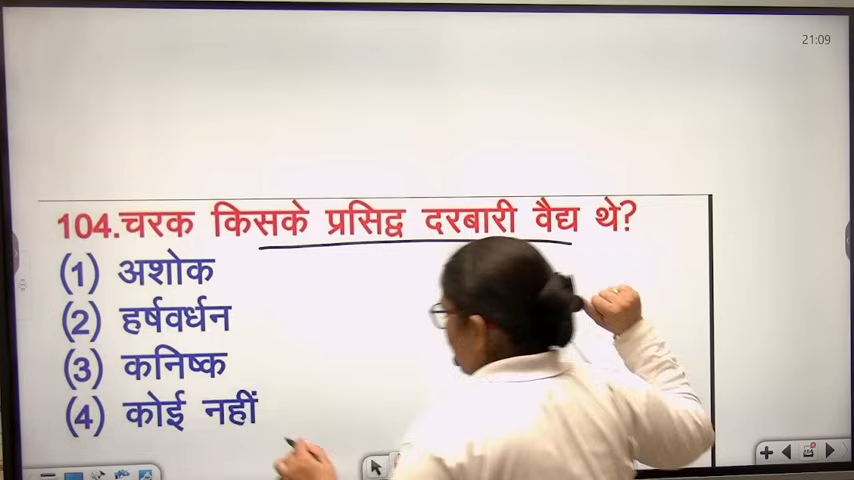 21:09
104.चरक किसके प्रसिद्व दरबारी वैद्य थे?
(1) अशोक
(2) हर्षवर्धन
(3) कनिष्क
(4) कोई नहीं